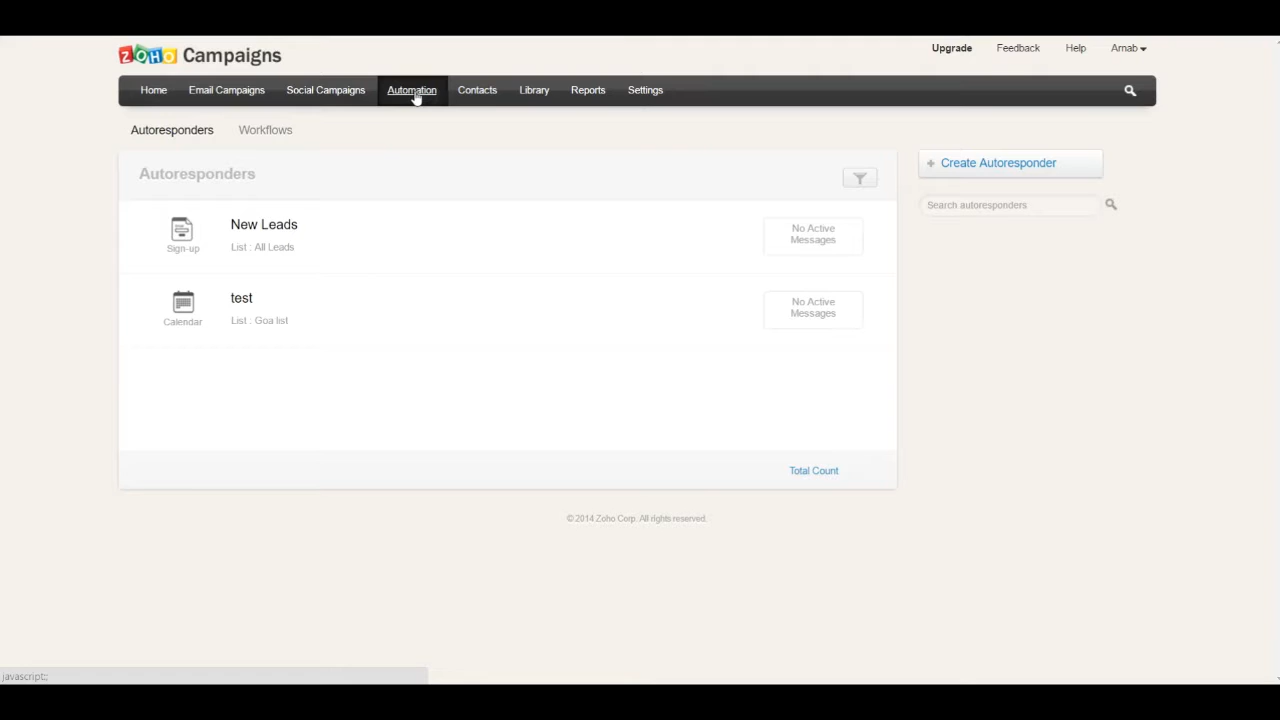 ZOHO Campaigns
Upgrade Feedback Help Arnab
Home Email Campaigns Social Campaigns Automation Contacts Library Reports Settings
Autoresponders Workflows
Autoresponders
+ Create Autoresponder
Search autoresponders
Sign-up
New Leads
List : All Leads
No Active
Messages
Calendar
test
List : Goa list
No Active
Messages
Total Count
© 2014 Zoho Corp. All rights reserved.
javascript:;